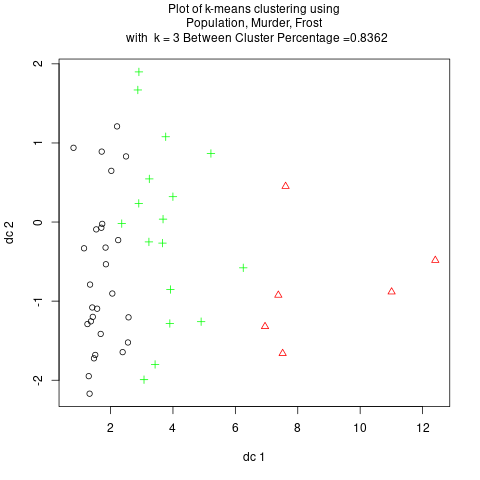 Plot of k-means clustering using
Population, Murder, Frost
with  k = 3 Between Cluster Percentage =0.8362
2
1
0
-1
-2
dc 2
2 4 6 8 10 12
dc 1